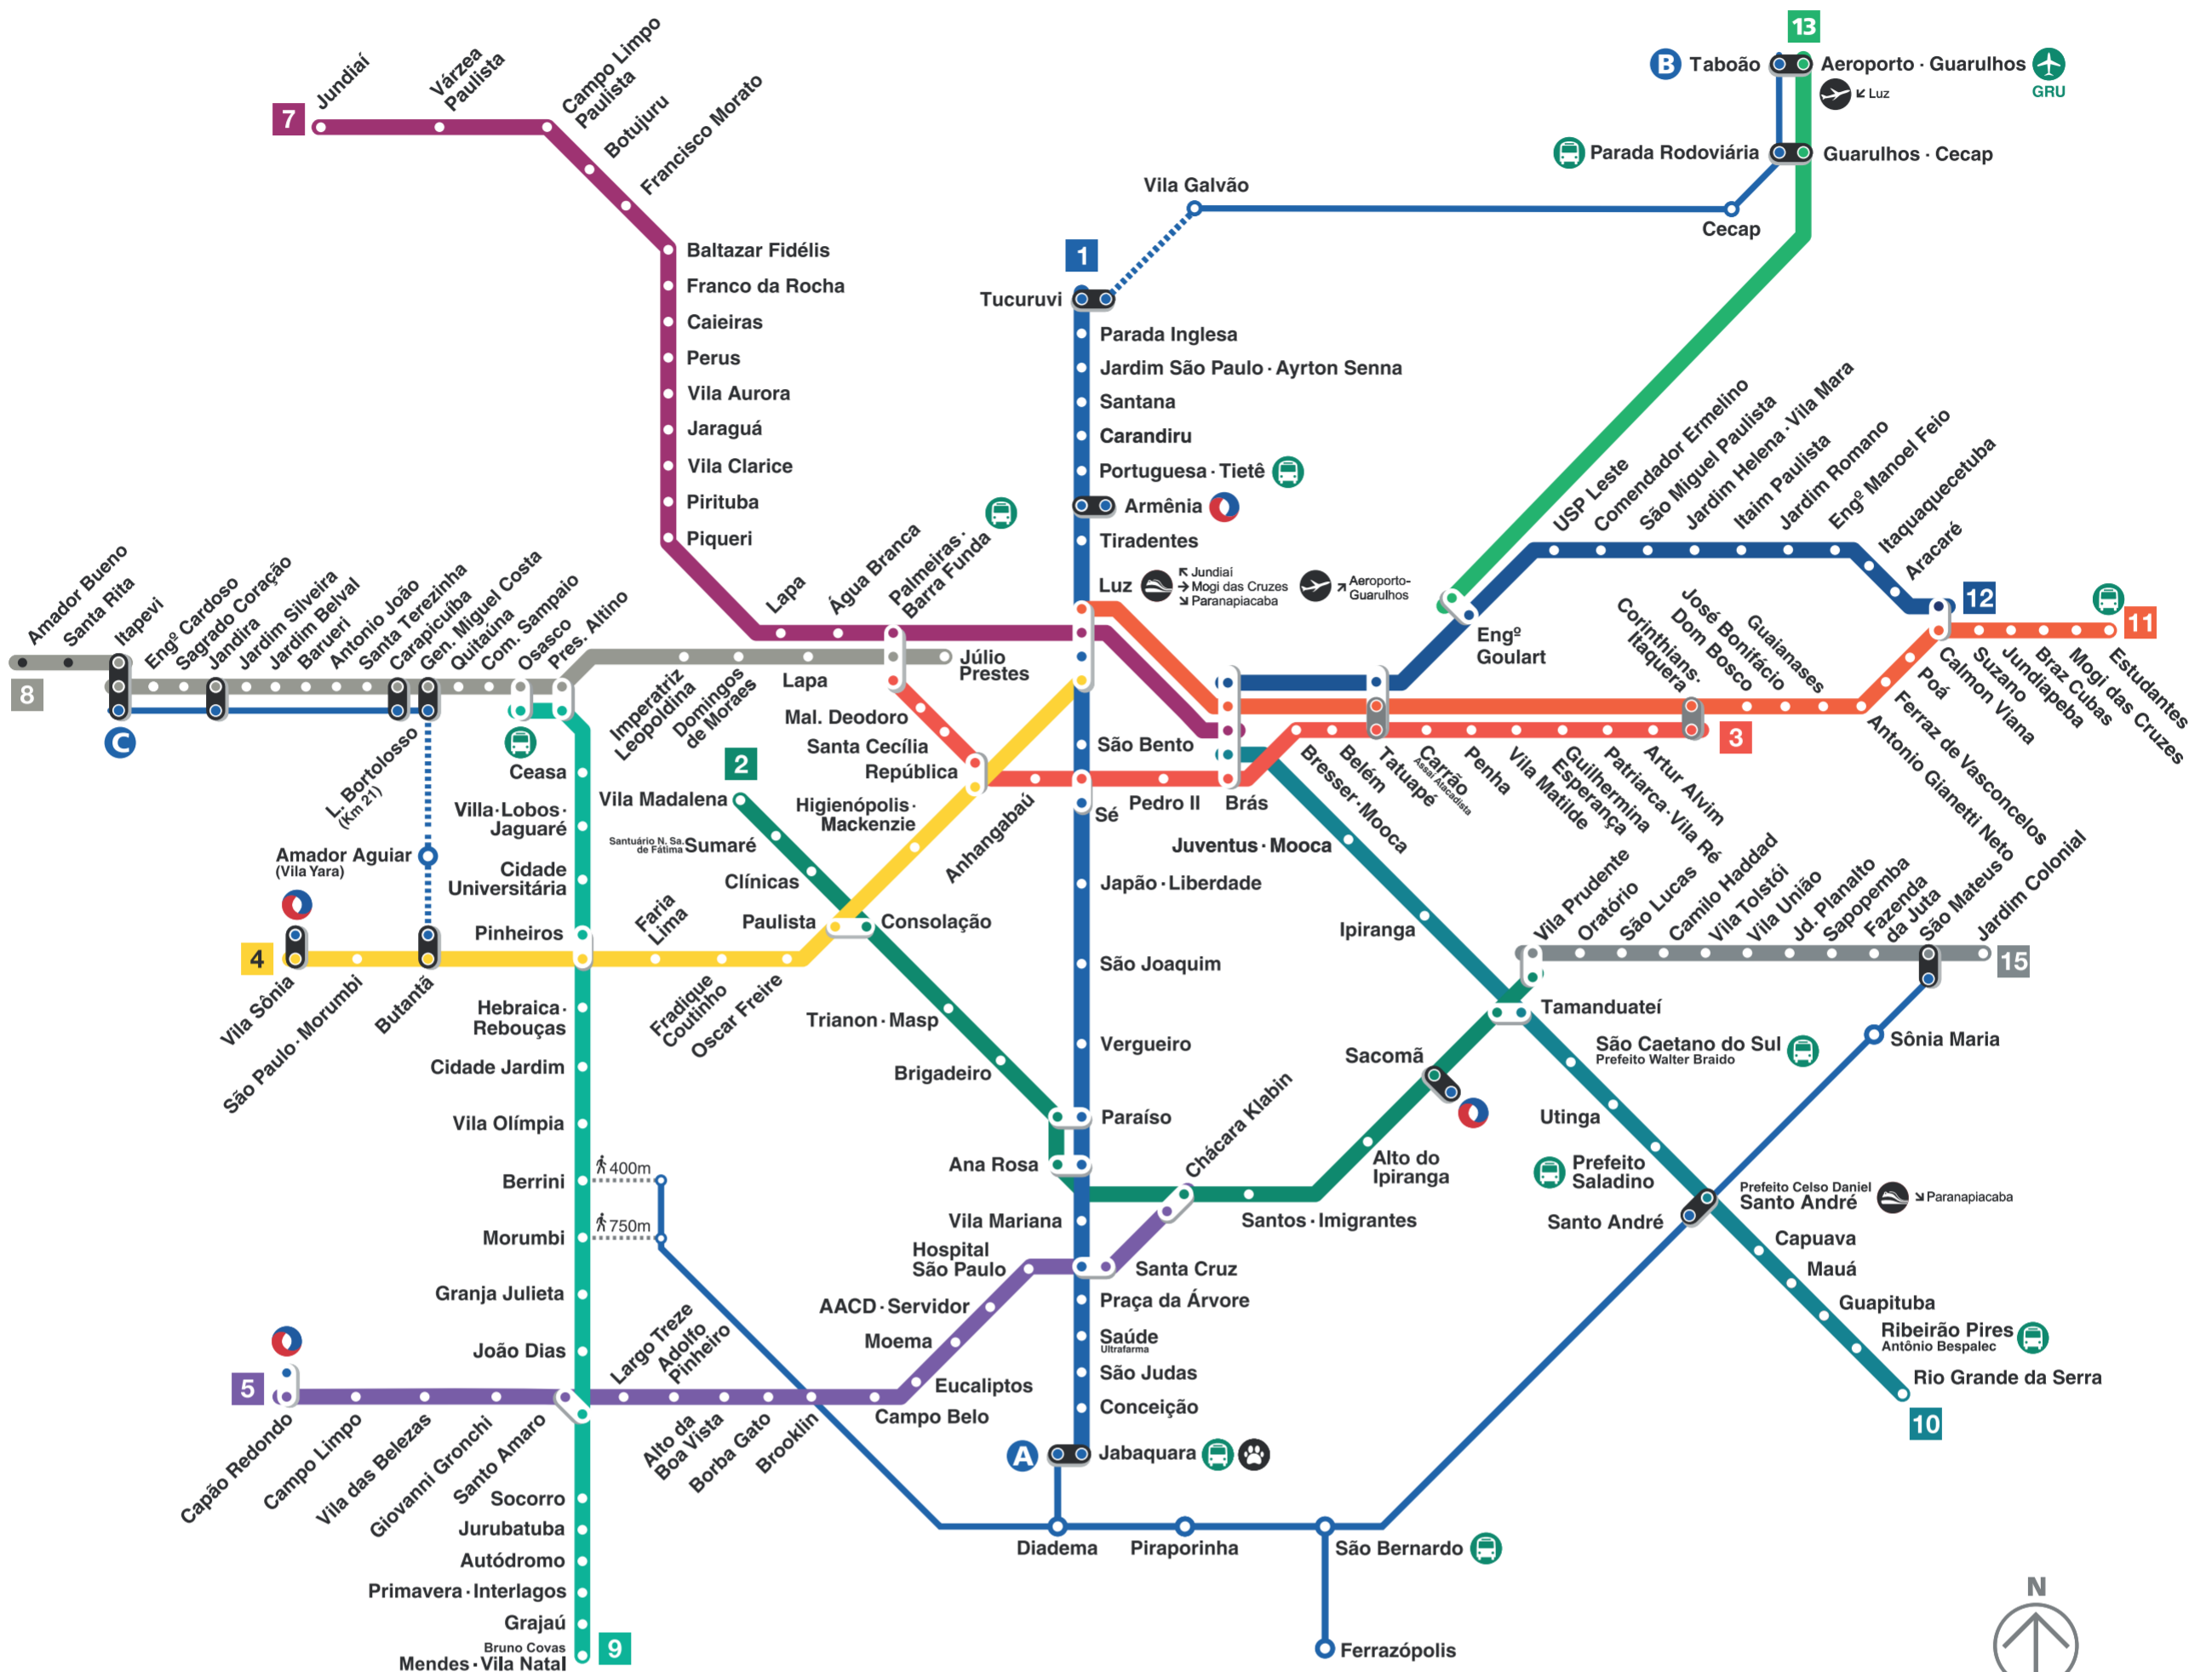 13
B
Taboão
Aeroporto · Guarulhos
GRU
↙ Luz
Parada Rodoviária
Guarulhos · Cecap
Vila Galvão
Cecap
7
Jundiaí
Várzea
Paulista
Campo Limpo
Paulista
Botujuru
Francisco Morato
Baltazar Fidélis
Franco da Rocha
Caieiras
Perus
Vila Aurora
Jaraguá
Vila Clarice
Pirituba
Piqueri
Lapa
Água Branca
Palmeiras ·
Barra Funda
1
Tucuruvi
Parada Inglesa
Jardim São Paulo · Ayrton Senna
Santana
Carandiru
Portuguesa · Tietê
Armênia
Tiradentes
Luz
↖ Jundiaí
→ Mogi das Cruzes
↘ Paranapiacaba
↗ Aeroporto-
Guarulhos
USP Leste
Comendador Ermelino
São Miguel Paulista
Jardim Helena · Vila Mara
Itaim Paulista
Jardim Romano
Engº Manoel Feio
Itaquaquecetuba
Aracaré
12
11
Engº
Goulart
Corinthians·
Itaquera
Dom Bosco
José Bonifácio
Guaianases
Antonio Gianetti Neto
Ferraz de Vasconcelos
Poá
Calmon Viana
Suzano
Jundiapeba
Braz Cubas
Mogi das Cruzes
Estudantes
8
Amador Bueno
Santa Rita
Itapevi
Engº Cardoso
Sagrado Coração
Jandira
Jardim Silveira
Jardim Belval
Barueri
Antonio João
Santa Terezinha
Carapicuíba
Gen. Miguel Costa
Quitaúna
Com. Sampaio
Osasco
Pres. Altino
Imperatriz
Leopoldina
Domingos
de Moraes
Lapa
Júlio
Prestes
C
L. Bortolosso
(Km 21)
Amador Aguiar
(Vila Yara)
Mal. Deodoro
Santa Cecília
República
Anhangabaú
São Bento
Sé
Pedro II
Brás
Bresser · Mooca
Belém
Tatuapé
Carrão
Assaí Atacadista
Penha
Vila Matilde
Guilhermina
Esperança
Patriarca · Vila Ré
Artur Alvim
3
2
Vila Madalena
Santuário N. Sa.
de Fátima
Sumaré
Clínicas
Higienópolis ·
Mackenzie
Paulista
Consolação
Trianon · Masp
Brigadeiro
Paraíso
Ana Rosa
Chácara Klabin
Santos · Imigrantes
Alto do
Ipiranga
Sacomã
Tamanduateí
Vila Prudente
Oratório
São Lucas
Camilo Haddad
Vila Tolstói
Vila União
Jd. Planalto
Sapopemba
Fazenda
da Juta
São Mateus
Jardim Colonial
15
Japão · Liberdade
São Joaquim
Vergueiro
Vila Mariana
Santa Cruz
Praça da Árvore
Saúde
Ultrafarma
São Judas
Conceição
A
Jabaquara
4
Vila Sônia
São Paulo · Morumbi
Butantã
Faria
Lima
Fradique
Coutinho
Oscar Freire
Ceasa
Villa-Lobos ·
Jaguaré
Cidade
Universitária
Pinheiros
Hebraica ·
Rebouças
Cidade Jardim
Vila Olímpia
Berrini
400m
Morumbi
750m
Granja Julieta
João Dias
Socorro
Jurubatuba
Autódromo
Primavera · Interlagos
Grajaú
Bruno Covas
Mendes · Vila Natal
9
5
Capão Redondo
Campo Limpo
Vila das Belezas
Giovanni Gronchi
Santo Amaro
Largo Treze
Adolfo
Pinheiro
Alto da
Boa Vista
Borba Gato
Brooklin
Campo Belo
Eucaliptos
Moema
AACD · Servidor
Hospital
São Paulo
Juventus · Mooca
Ipiranga
São Caetano do Sul
Prefeito Walter Braido
Utinga
Prefeito
Saladino
Prefeito Celso Daniel
Santo André
↘ Paranapiacaba
Santo André
Capuava
Mauá
Guapituba
Ribeirão Pires
Antônio Bespalec
Rio Grande da Serra
10
Sônia Maria
Diadema
Piraporinha
São Bernardo
Ferrazópolis
N